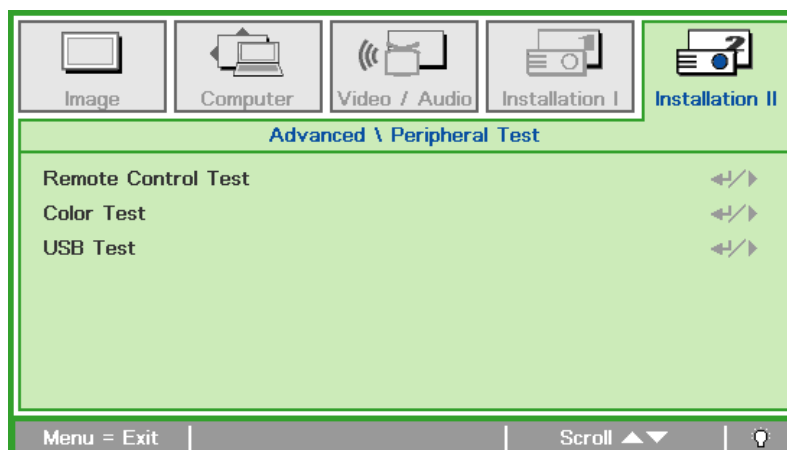 Image
Computer
Video / Audio
Installation I
Installation II
Advanced \ Peripheral Test
Remote Control Test
Color Test
USB Test
Menu = Exit
Scroll ▲▼